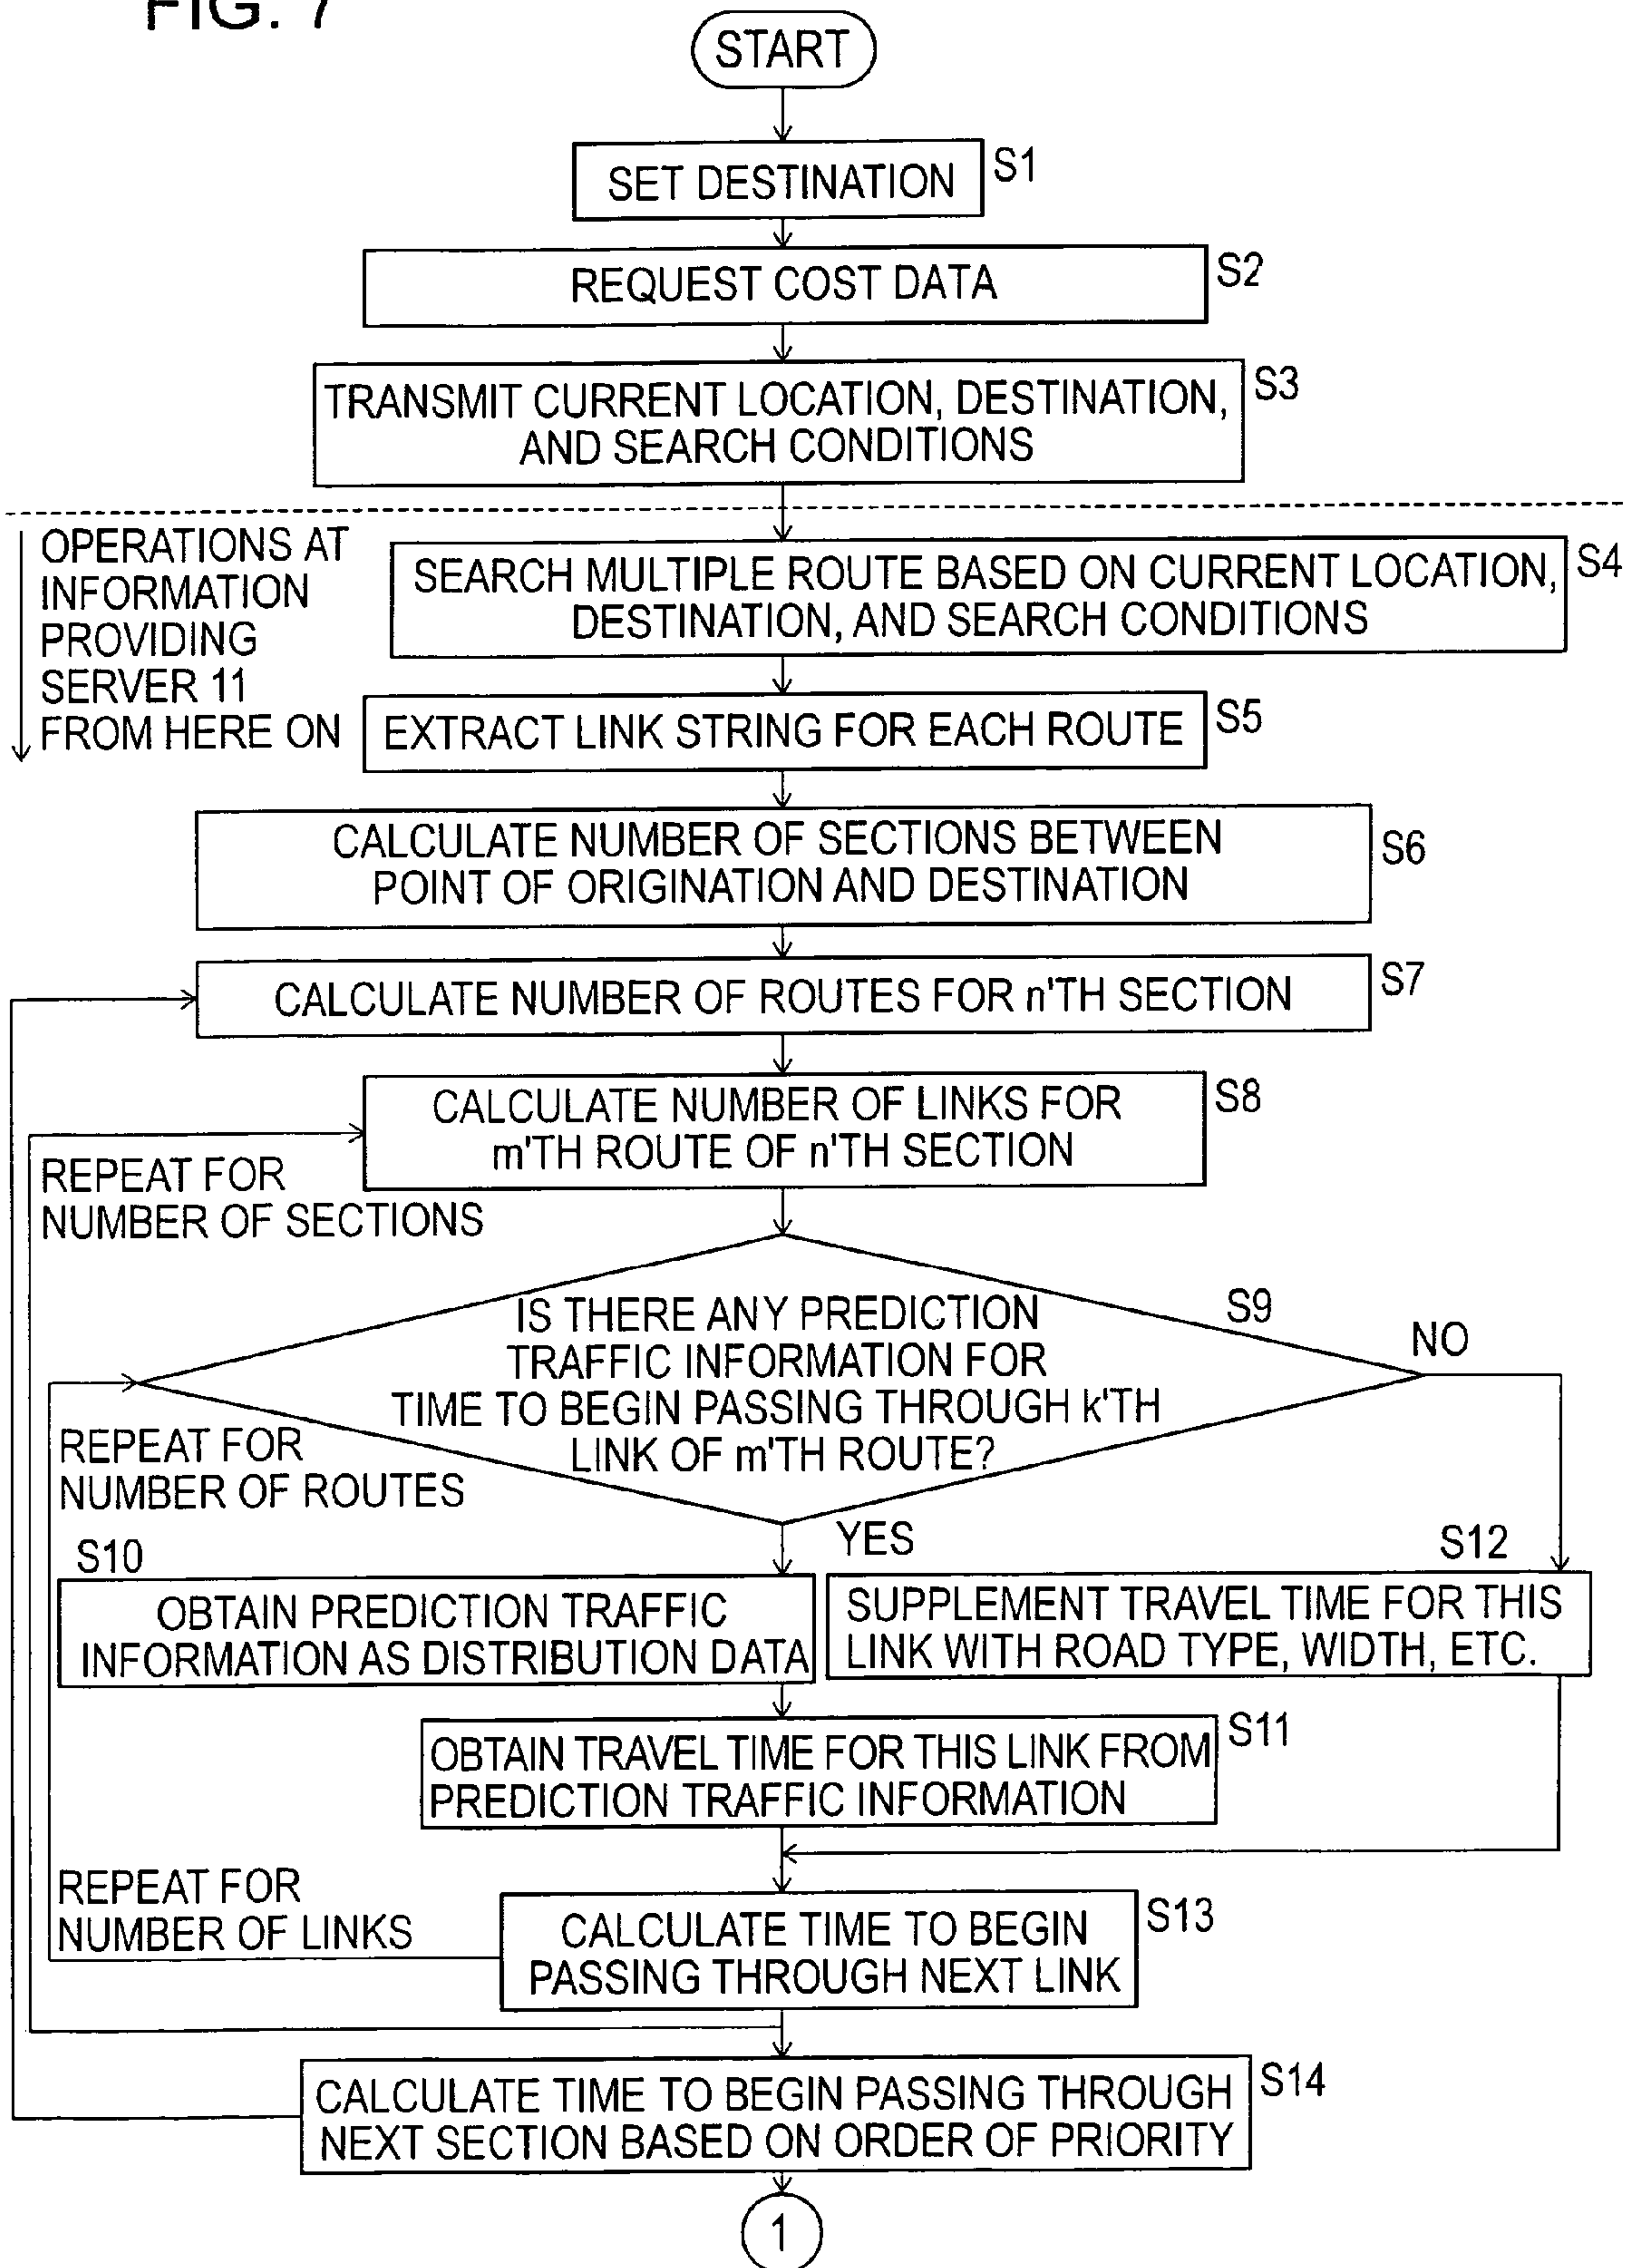 FIG. 7
START
SET DESTINATION
S1
REQUEST COST DATA
S2
TRANSMIT CURRENT LOCATION, DESTINATION,
AND SEARCH CONDITIONS
S3
OPERATIONS AT
INFORMATION
PROVIDING
SERVER 11
FROM HERE ON
SEARCH MULTIPLE ROUTE BASED ON CURRENT LOCATION,
DESTINATION, AND SEARCH CONDITIONS
S4
EXTRACT LINK STRING FOR EACH ROUTE
S5
CALCULATE NUMBER OF SECTIONS BETWEEN
POINT OF ORIGINATION AND DESTINATION
S6
CALCULATE NUMBER OF ROUTES FOR n'TH SECTION
S7
CALCULATE NUMBER OF LINKS FOR
m'TH ROUTE OF n'TH SECTION
S8
REPEAT FOR
NUMBER OF SECTIONS
IS THERE ANY PREDICTION
TRAFFIC INFORMATION FOR
TIME TO BEGIN PASSING THROUGH k'TH
LINK OF m'TH ROUTE?
S9
NO
REPEAT FOR
NUMBER OF ROUTES
YES
S10
OBTAIN PREDICTION TRAFFIC
INFORMATION AS DISTRIBUTION DATA
S12
SUPPLEMENT TRAVEL TIME FOR THIS
LINK WITH ROAD TYPE, WIDTH, ETC.
OBTAIN TRAVEL TIME FOR THIS LINK FROM
PREDICTION TRAFFIC INFORMATION
S11
REPEAT FOR
NUMBER OF LINKS
CALCULATE TIME TO BEGIN
PASSING THROUGH NEXT LINK
S13
CALCULATE TIME TO BEGIN PASSING THROUGH
NEXT SECTION BASED ON ORDER OF PRIORITY
S14
1